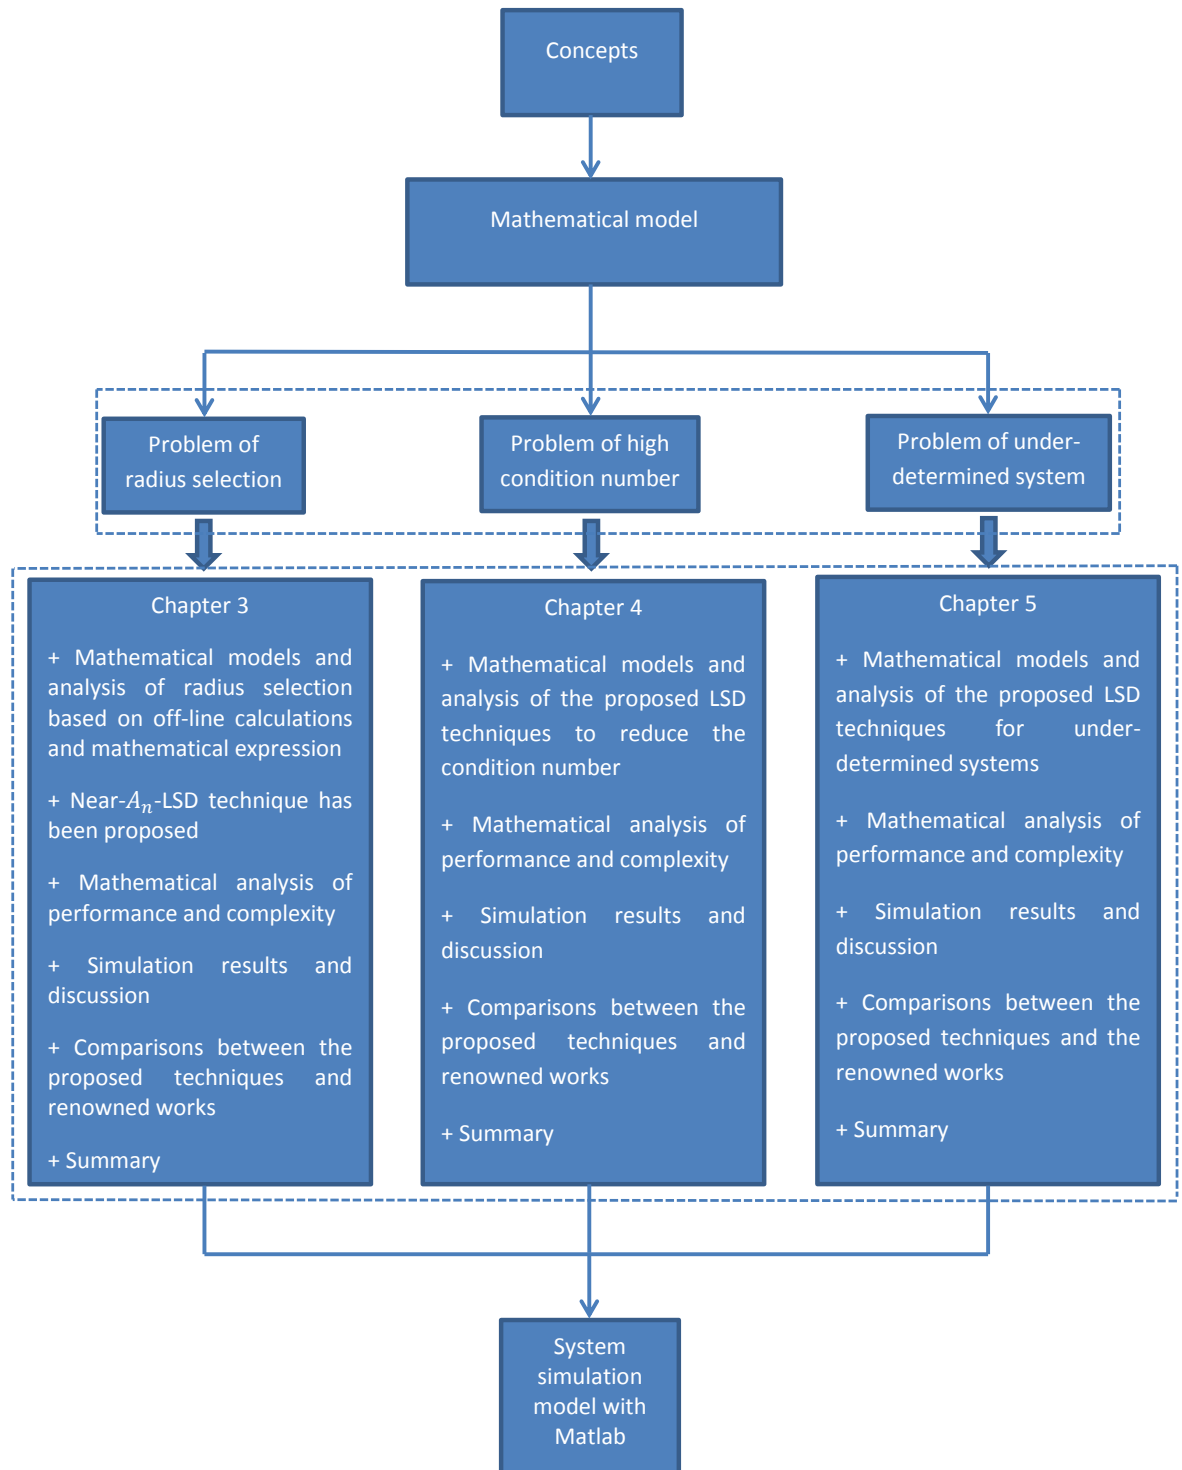 Concepts
Mathematical model
Problem of
radius selection
Problem of high
condition number
Problem of under-
determined system
Chapter 3
+ Mathematical models and
analysis of radius selection
based on off-line calculations
and mathematical expression
+ Near-Aₙ-LSD technique has
been proposed
+ Mathematical analysis of
performance and complexity
+ Simulation results and
discussion
+ Comparisons between the
proposed techniques and
renowned works
+ Summary
Chapter 4
+ Mathematical models and
analysis of the proposed LSD
techniques to reduce the
condition number
+ Mathematical analysis of
performance and complexity
+ Simulation results and
discussion
+ Comparisons between the
proposed techniques and
renowned works
+ Summary
Chapter 5
+ Mathematical models and
analysis of the proposed LSD
techniques for under-
determined systems
+ Mathematical analysis of
performance and complexity
+ Simulation results and
discussion
+ Comparisons between the
proposed techniques and the
renowned works
+ Summary
System
simulation
model with
Matlab